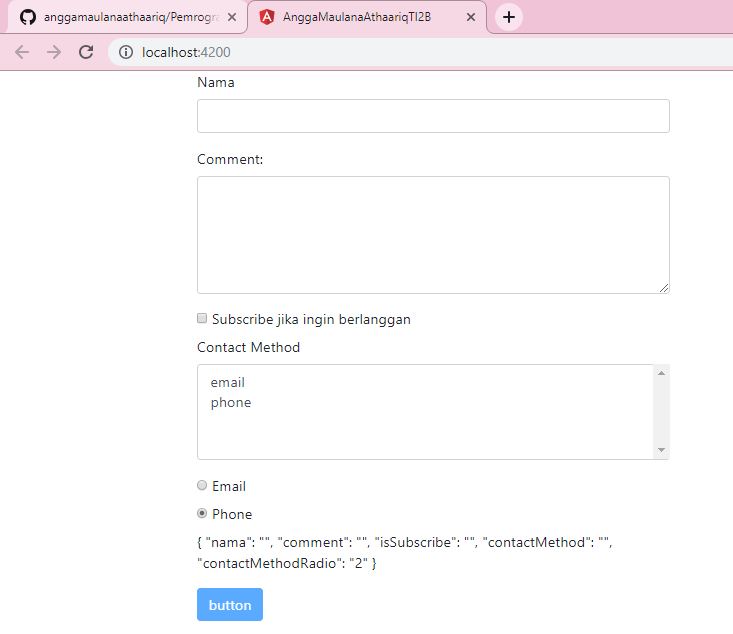 anggamaulanaathaariq/Pemrogra
AnggaMaulanaAthaariqTI2B
localhost:4200
Nama
Comment:
Subscribe jika ingin berlanggan
Contact Method
email
phone
Email
Phone
{ "nama": "", "comment": "", "isSubscribe": "", "contactMethod": "",
"contactMethodRadio": "2" }
button